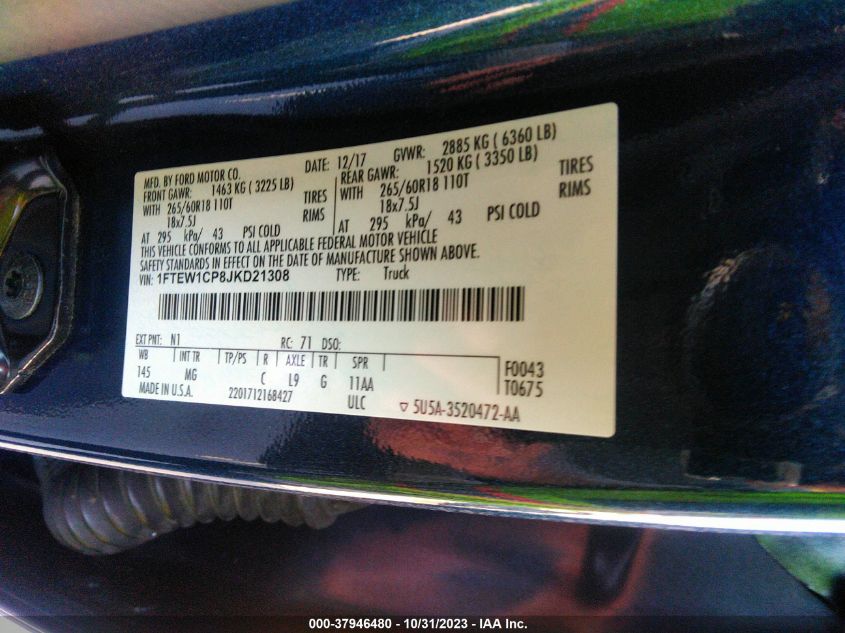 MFD. BY FORD MOTOR CO. DATE: 12/17 GVWR: 2885 KG ( 6360 LB)
FRONT GAWR: 1463 KG ( 3225 LB) REAR GAWR: 1520 KG ( 3350 LB)
WITH 265/60R18 110T TIRES WITH 265/60R18 110T TIRES
18x7.5J RIMS 18x7.5J RIMS
AT 295 kPa/ 43 PSI COLD AT 295 kPa/ 43 PSI COLD
THIS VEHICLE CONFORMS TO ALL APPLICABLE FEDERAL MOTOR VEHICLE
SAFETY STANDARDS IN EFFECT ON THE DATE OF MANUFACTURE SHOWN ABOVE.
VIN: 1FTEW1CP8JKD21308 TYPE: Truck
EXT PNT: N1 RC: 71 DSO:
WB INT TR TP/PS R AXLE TR SPR F0043
145 MG C L9 G 11AA T0675
MADE IN U.S.A. 2201712168427 ULC ▽ 5U5A-3520472-AA
000-37946480 - 10/31/2023 - IAA Inc.